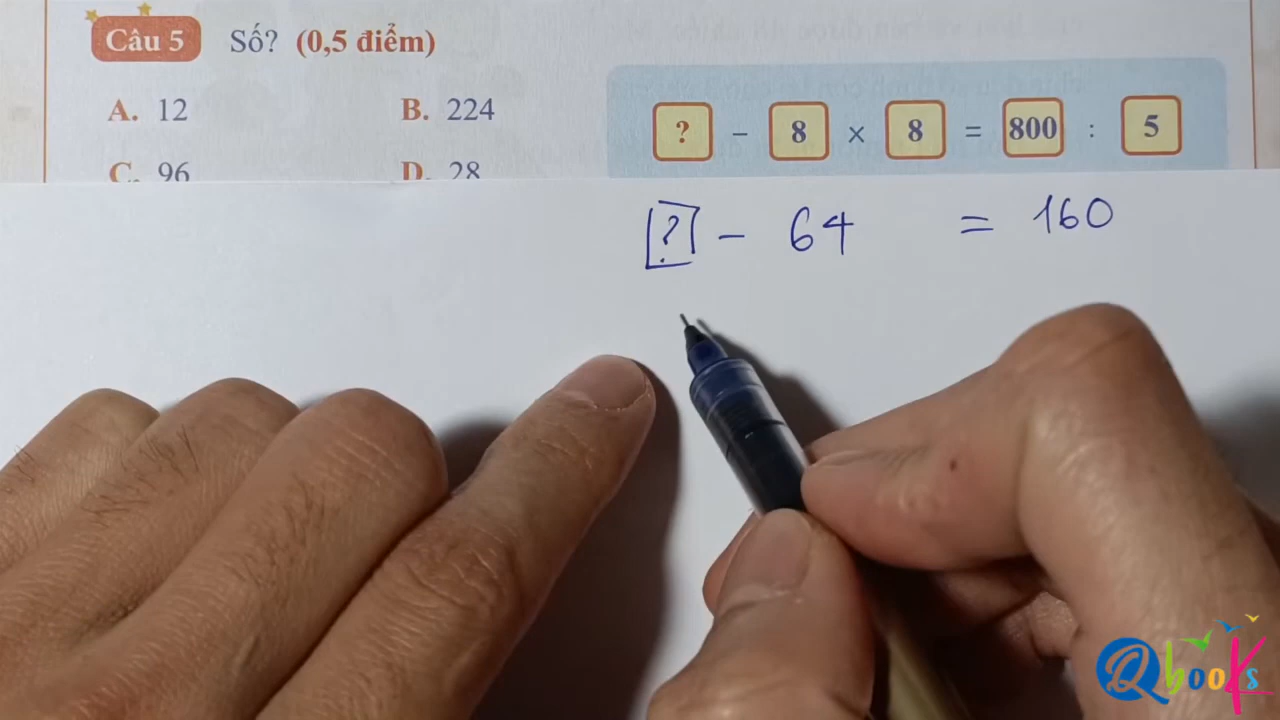 Câu 5 Số? (0,5 điểm)
A. 12 B. 224
C. 96 D. 28
? - 8 × 8 = 800 : 5
? - 64 = 160
Qbooks